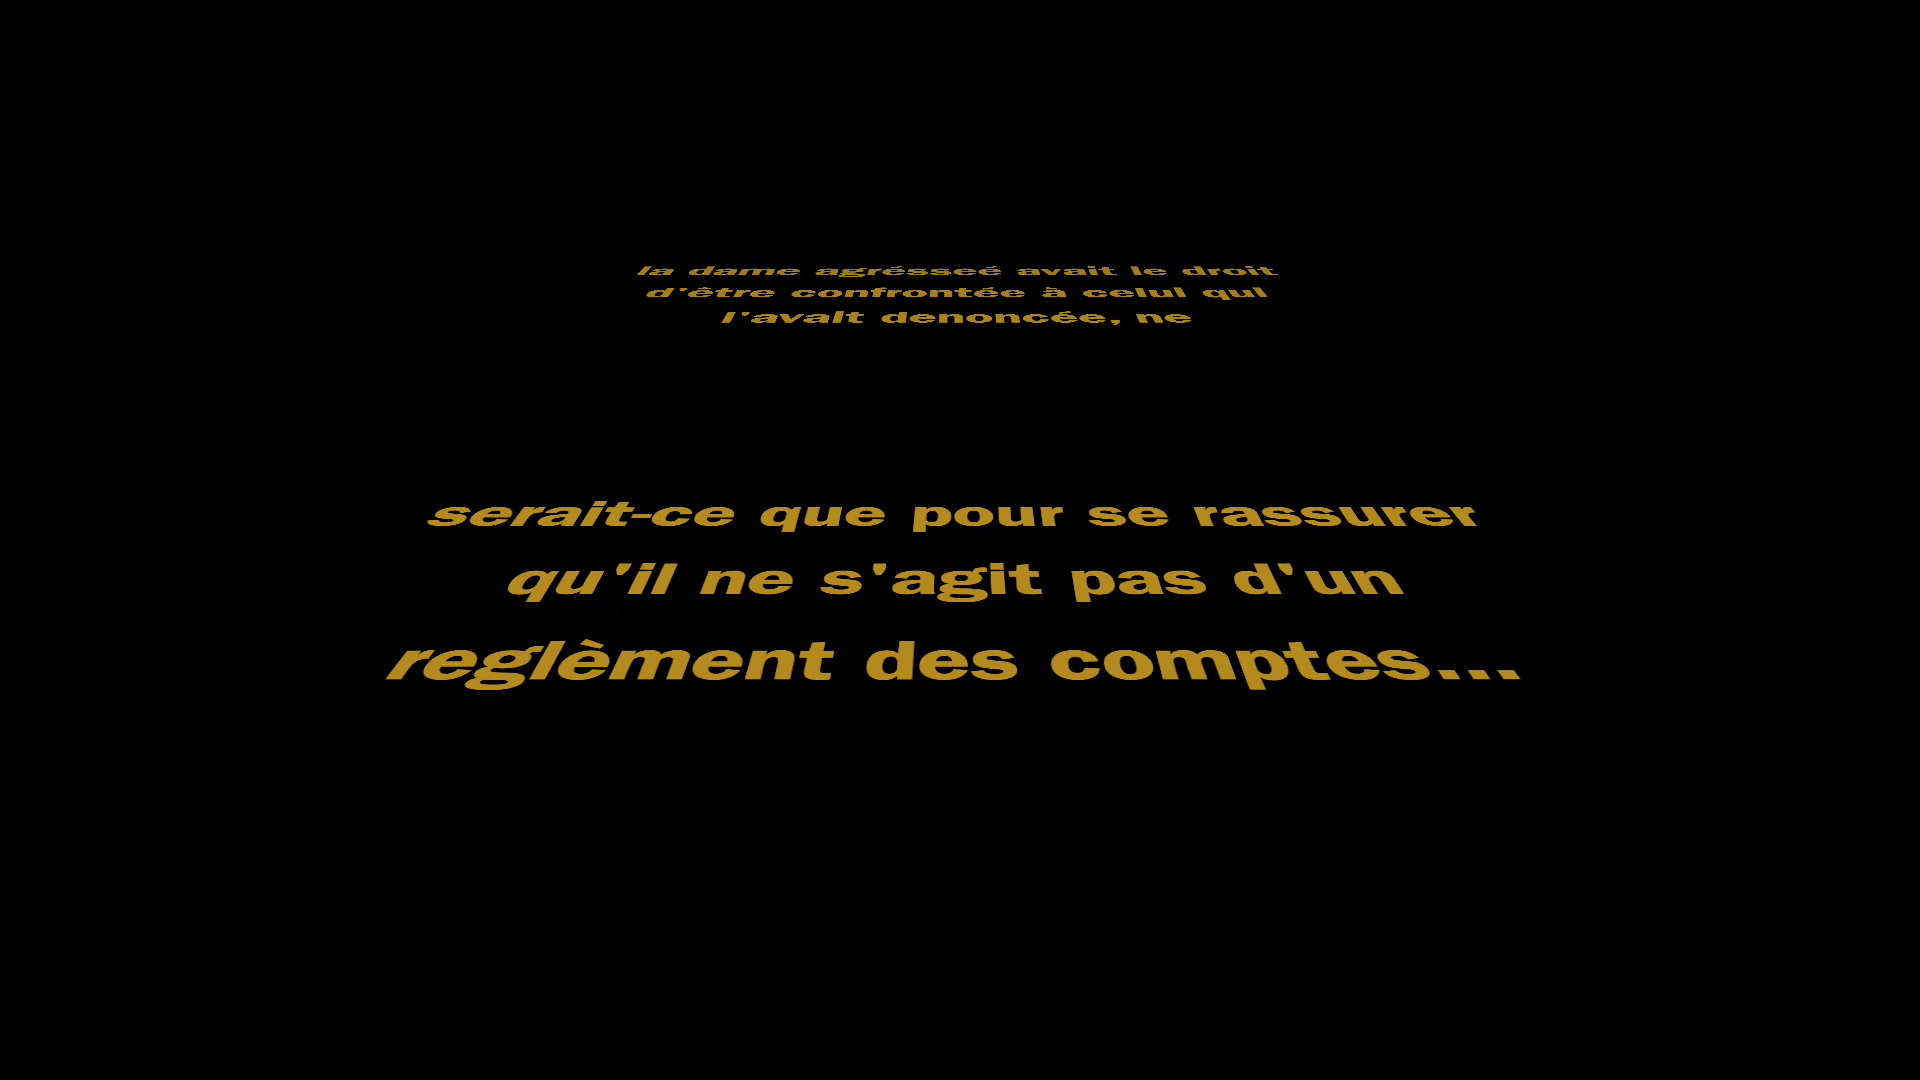 la dame agrésseé avait le droit
d'être confrontée à celui qui
l'avait denoncée, ne
serait-ce que pour se rassurer
qu'il ne s'agit pas d'un
reglèment des comptes...